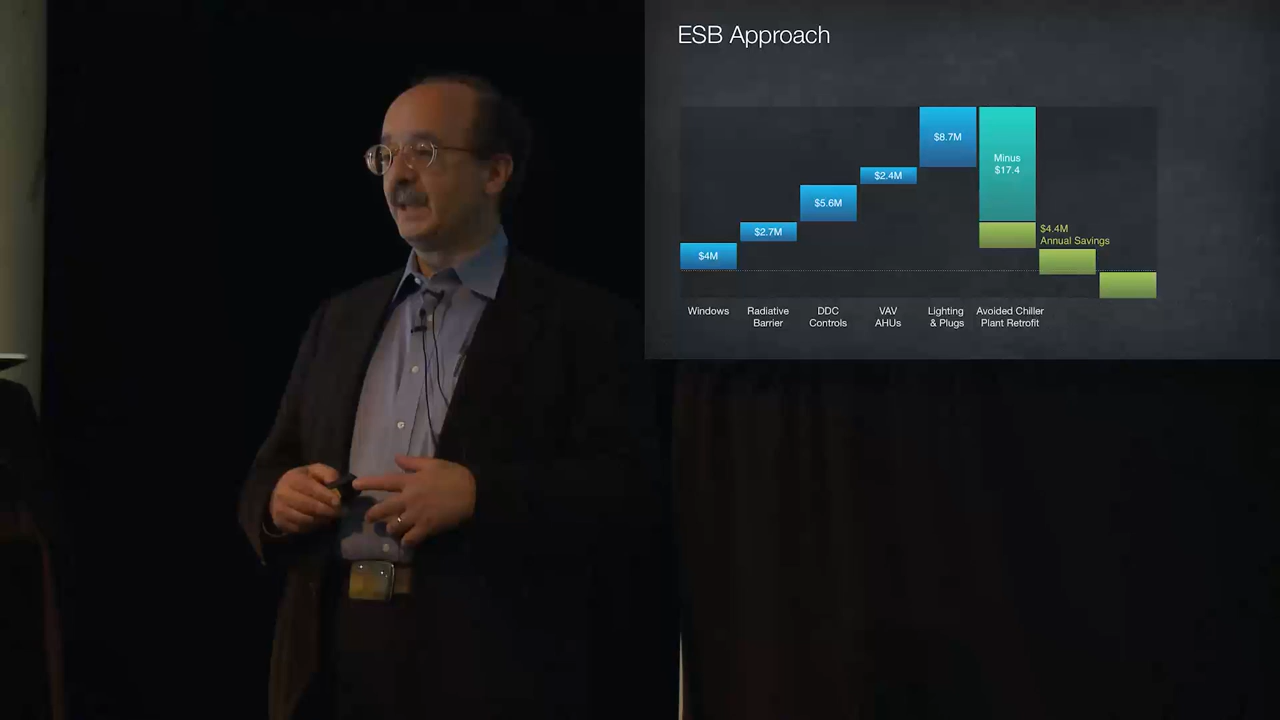 ESB Approach
$8.7M
Minus
$17.4
$2.4M
$5.6M
$2.7M
$4.4M
Annual Savings
$4M
Windows
Radiative
Barrier
DDC
Controls
VAV
AHUs
Lighting
& Plugs
Avoided Chiller
Plant Retrofit